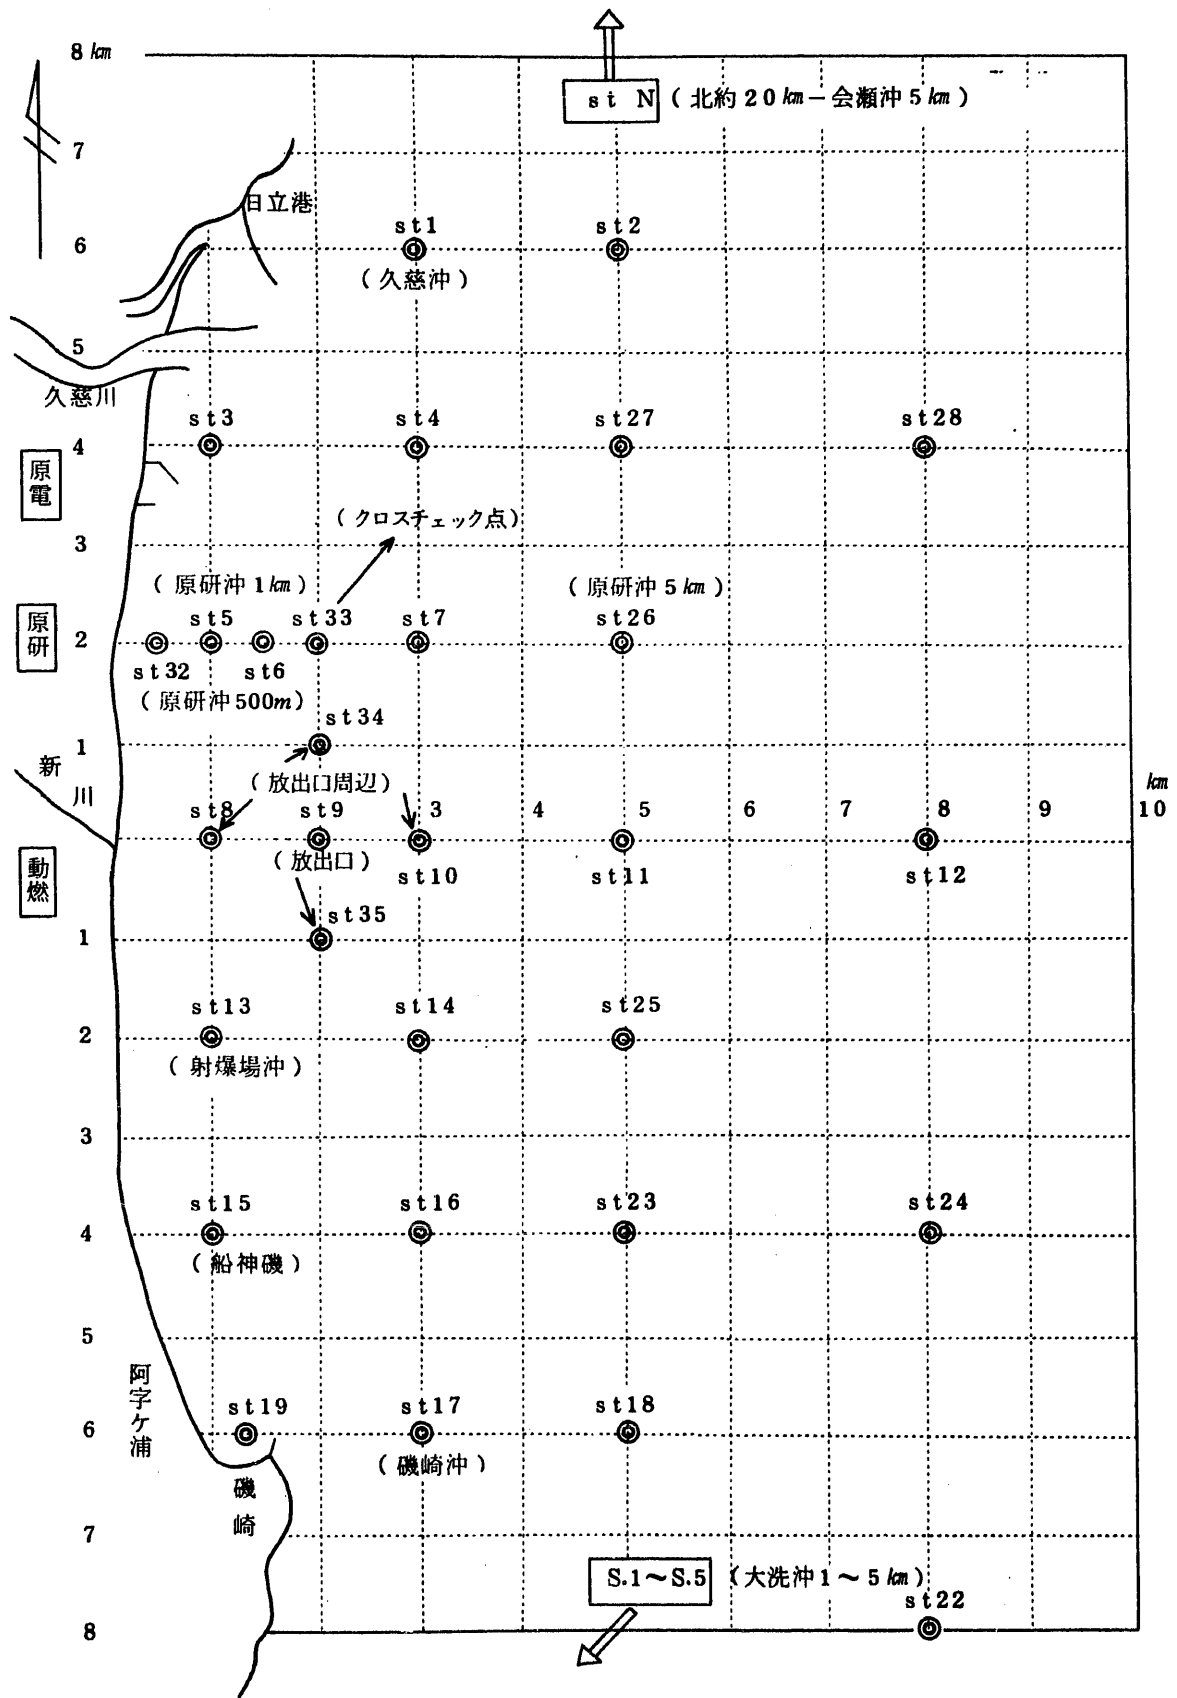 8 km
st N (北約20km－会瀬沖5km)
7
日立港
st1 st2
6
(久慈沖)
5
久慈川
st3 st4 st27 st28
4
原電
(クロスチェック点)
3
(原研沖1km) (原研沖5km)
原研
st5 st33 st7 st26
2
st32 st6
(原研沖500m)
st34
1
新川
(放出口周辺)
km
st8 st9 3 4 5 6 7 8 9 10
動燃
(放出口)
st10 st11 st12
st35
1
st13 st14 st25
2
(射爆場沖)
3
st15 st16 st23 st24
4
(船神磯)
5
阿字ケ浦
st19 st17 st18
6
(磯崎沖)
磯崎
7
S.1～S.5 (大洗沖1～5km)
st22
8